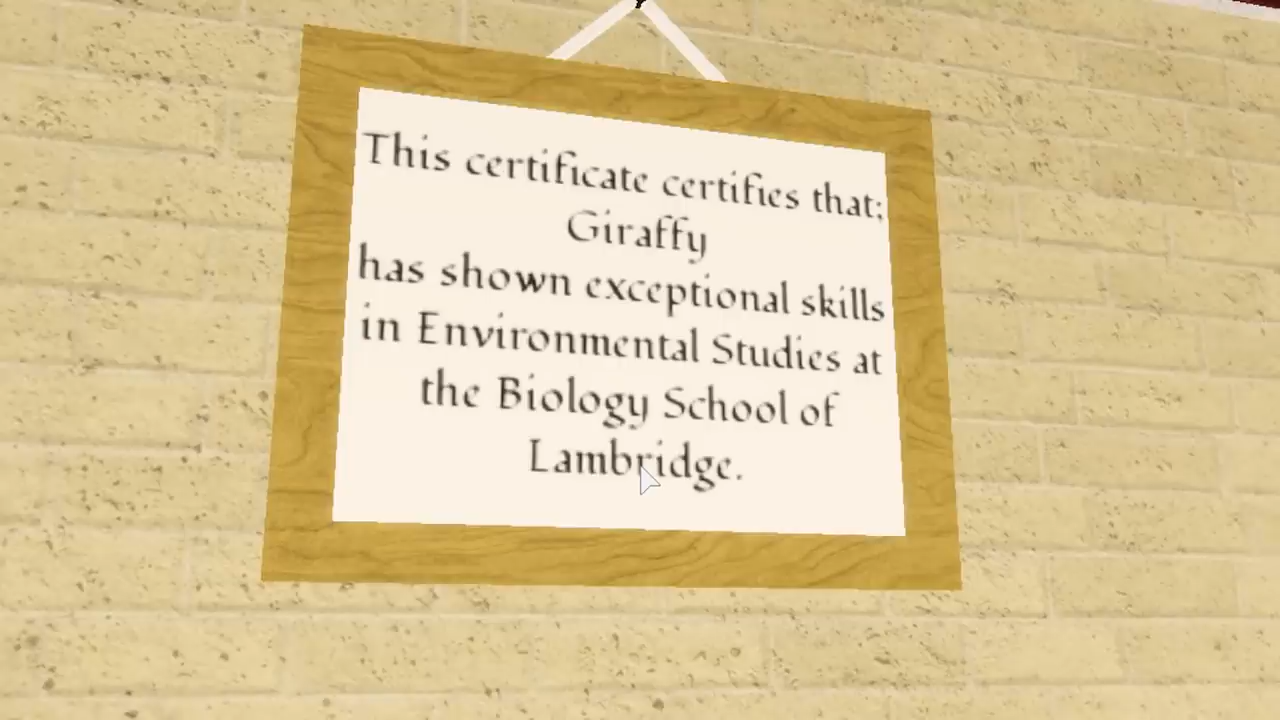 This certificate certifies that;
Giraffy
has shown exceptional skills
in Environmental Studies at
the Biology School of
Lambridge.